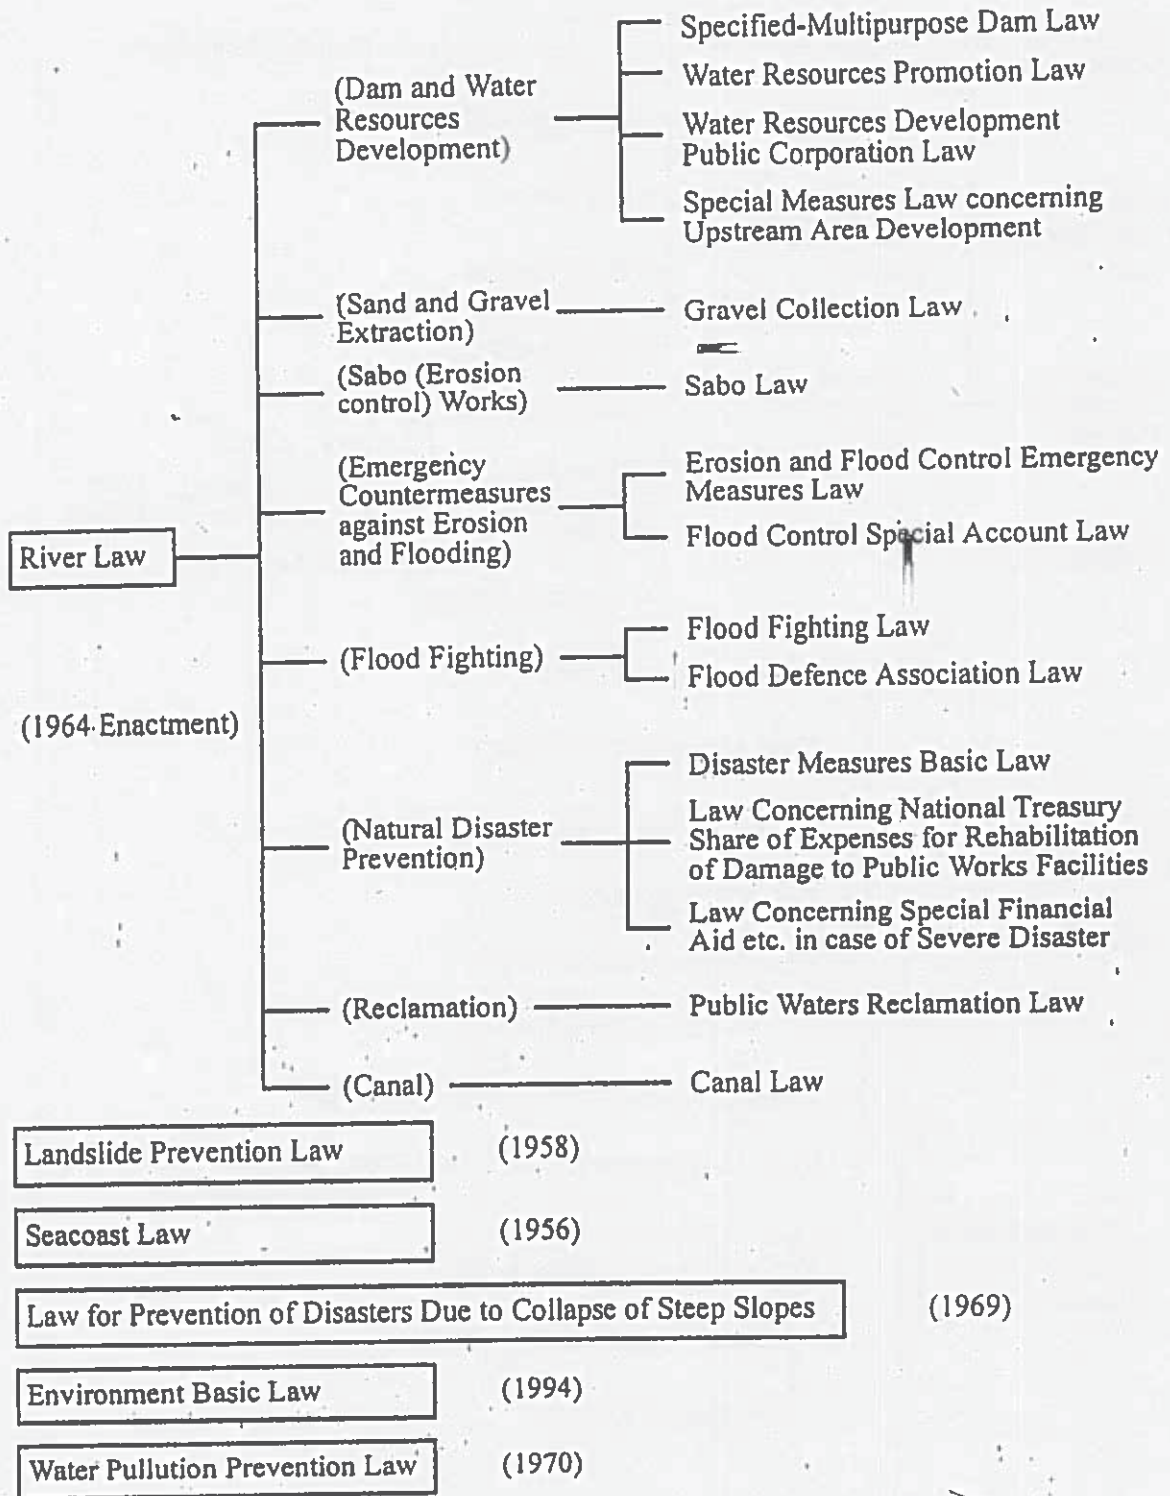 Specified-Multipurpose Dam Law
(Dam and Water
Resources
Development)
Water Resources Promotion Law
Water Resources Development
Public Corporation Law
Special Measures Law concerning
Upstream Area Development
(Sand and Gravel
Extraction)
Gravel Collection Law
(Sabo (Erosion
control) Works)
Sabo Law
(Emergency
Countermeasures
against Erosion
and Flooding)
Erosion and Flood Control Emergency
Measures Law
Flood Control Special Account Law
River Law
(1964 Enactment)
(Flood Fighting)
Flood Fighting Law
Flood Defence Association Law
(Natural Disaster
Prevention)
Disaster Measures Basic Law
Law Concerning National Treasury
Share of Expenses for Rehabilitation
of Damage to Public Works Facilities
Law Concerning Special Financial
Aid etc. in case of Severe Disaster
(Reclamation)
Public Waters Reclamation Law
(Canal)
Canal Law
Landslide Prevention Law (1958)
Seacoast Law (1956)
Law for Prevention of Disasters Due to Collapse of Steep Slopes (1969)
Environment Basic Law (1994)
Water Pullution Prevention Law (1970)